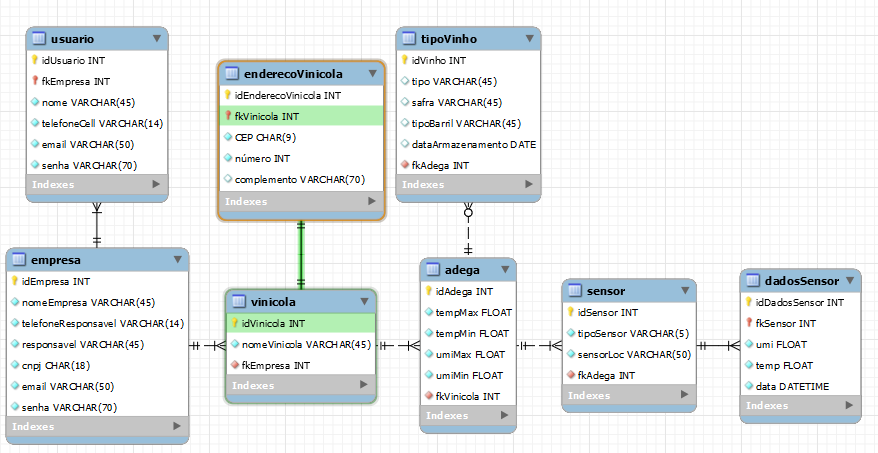 usuario
idUsuario INT
fkEmpresa INT
nome VARCHAR(45)
telefoneCell VARCHAR(14)
email VARCHAR(50)
senha VARCHAR(70)
Indexes
enderecoVinicola
idEnderecoVinicola INT
fkVinicola INT
CEP CHAR(9)
número INT
complemento VARCHAR(70)
Indexes
tipoVinho
idVinho INT
tipo VARCHAR(45)
safra VARCHAR(45)
tipoBarril VARCHAR(45)
dataArmazenamento DATE
fkAdega INT
Indexes
empresa
idEmpresa INT
nomeEmpresa VARCHAR(45)
telefoneResponsavel VARCHAR(14)
responsavel VARCHAR(45)
cnpj CHAR(18)
email VARCHAR(50)
senha VARCHAR(70)
Indexes
vinicola
idVinicola INT
nomeVinicola VARCHAR(45)
fkEmpresa INT
Indexes
adega
idAdega INT
tempMax FLOAT
tempMin FLOAT
umiMax FLOAT
umiMin FLOAT
fkVinicola INT
Indexes
sensor
idSensor INT
tipoSensor VARCHAR(5)
sensorLoc VARCHAR(50)
fkAdega INT
Indexes
dadosSensor
idDadosSensor INT
fkSensor INT
umi FLOAT
temp FLOAT
data DATETIME
Indexes